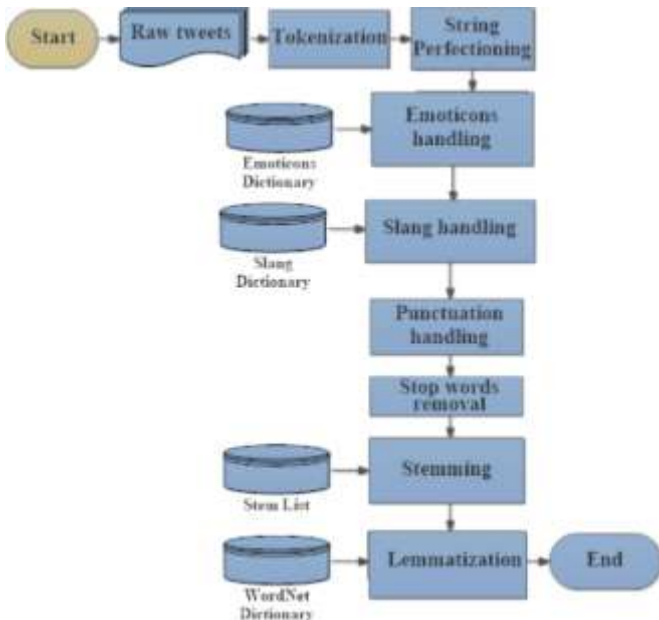 Start
Raw tweets
Tokenization
String
Perfectioning
Emoticons
handling
Emoticons
Dictionary
Slang handling
Slang
Dictionary
Punctuation
handling
Stop words
removal
Stemming
Stem List
Lemmatization
End
WordNet
Dictionary